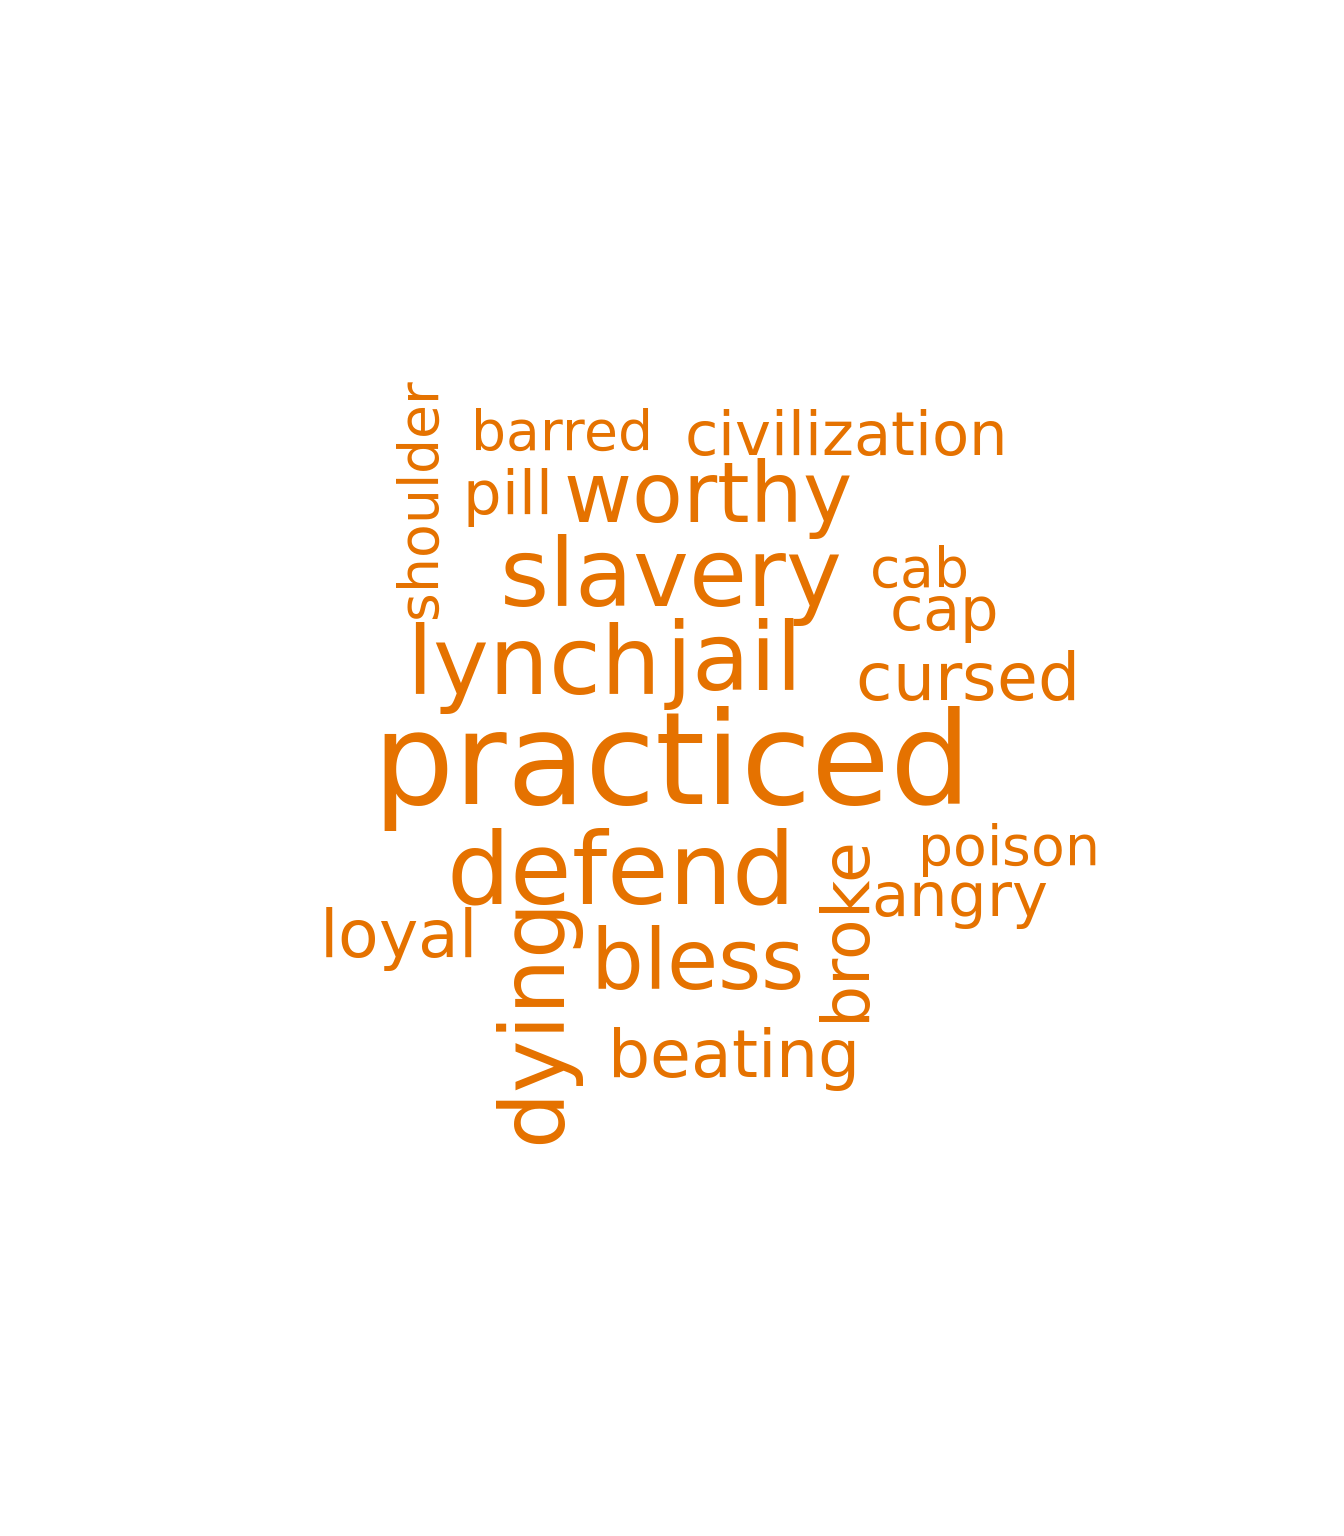 shoulder
barred
civilization
pill
worthy
slavery
cab
cap
lynch
jail
cursed
practiced
defend
poison
broke
angry
loyal
dying
bless
beating